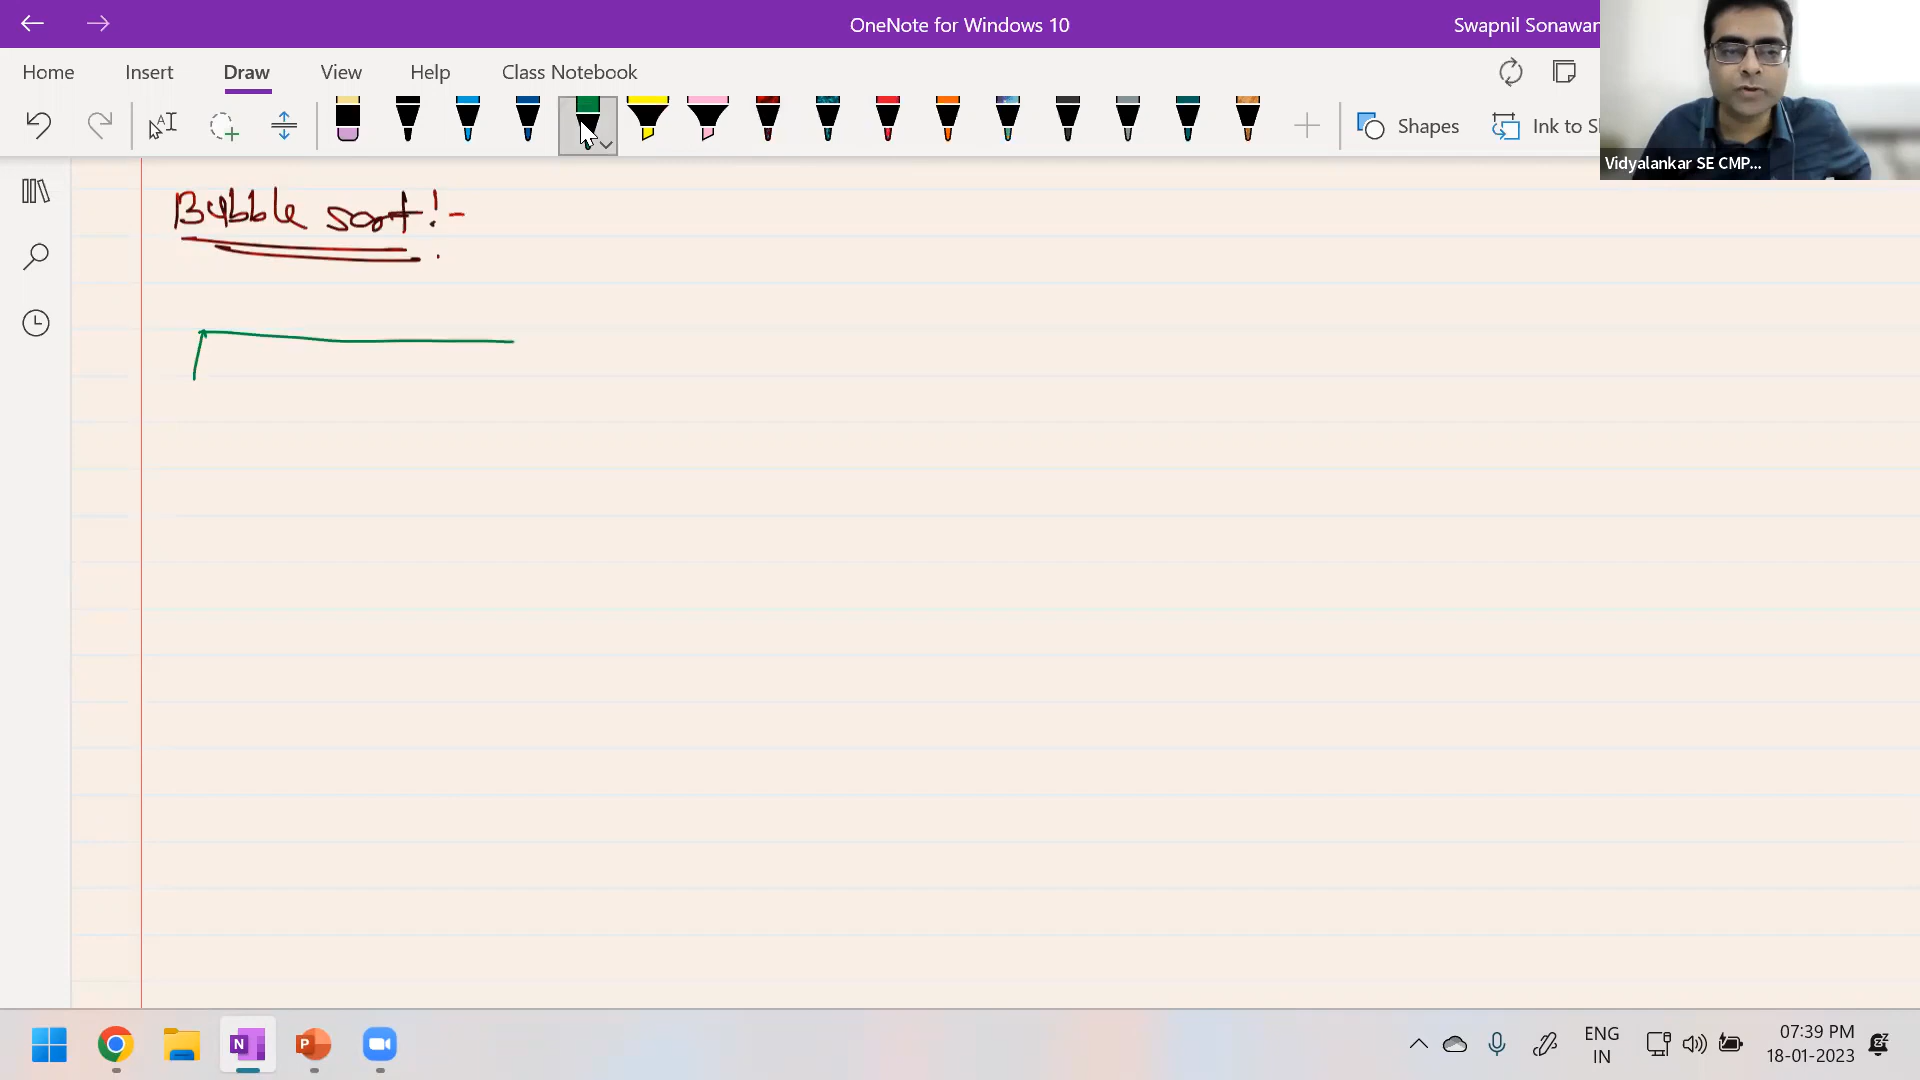 OneNote for Windows 10
Swapnil Sonawan
Home Insert Draw View Help Class Notebook
Shapes
Ink to S
Vidyalankar SE CMP...
Bubble sort:-
ENG
IN
07:39 PM
18-01-2023